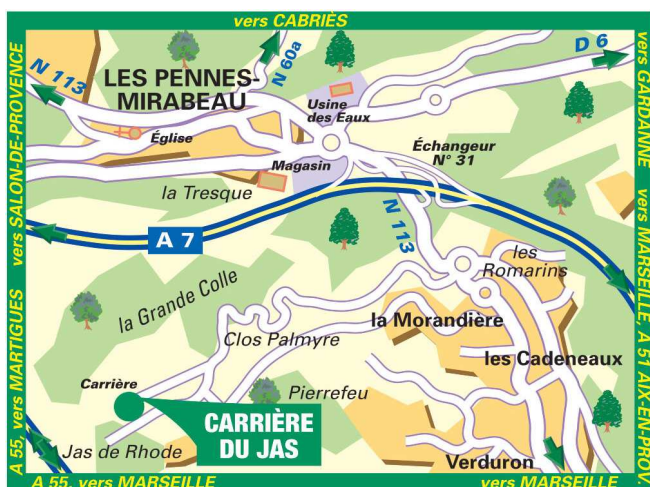 vers CABRIÈS
N 113
LES PENNES-
MIRABEAU
N 60a
D 6
Usine
des Eaux
Église
Échangeur
N° 31
Magasin
la Tresque
A 7
N 113
les
Romarins
la Grande Colle
la Morandière
Clos Palmyre
les Cadeneaux
Carrière
Pierrefeu
CARRIÈRE
DU JAS
Jas de Rhode
Verduron
A 55, vers MARTIGUES
vers SALON-DE-PROVENCE
vers GARDANNE
vers MARSEILLE, A 51 AIX-EN-PROV.
A 55, vers MARSEILLE
vers MARSEILLE